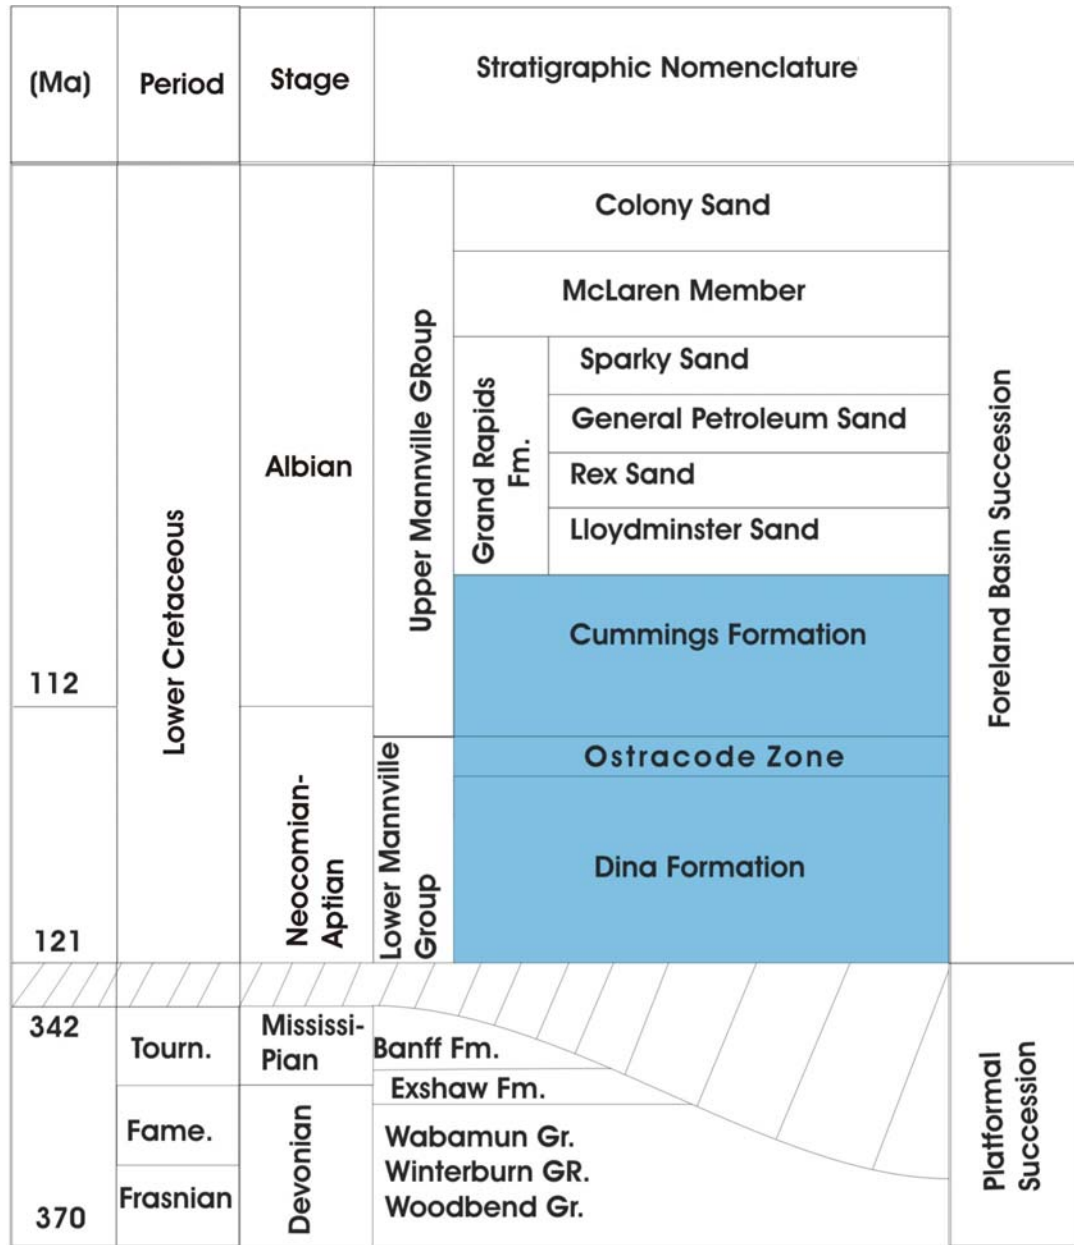 (Ma)
Period
Stage
Stratigraphic Nomenclature
Lower Cretaceous
Albian
Upper Mannville GRoup
Colony Sand
McLaren Member
Grand Rapids
Fm.
Sparky Sand
General Petroleum Sand
Rex Sand
Lloydminster Sand
Cummings Formation
Foreland Basin Succession
112
Neocomian-
Aptian
Lower Mannville
Group
Ostracode Zone
Dina Formation
121
342
Tourn.
Mississi-
Pian
Banff Fm.
Exshaw Fm.
Fame.
Devonian
Wabamun Gr.
Winterburn GR.
Woodbend Gr.
Frasnian
370
Platformal
Succession